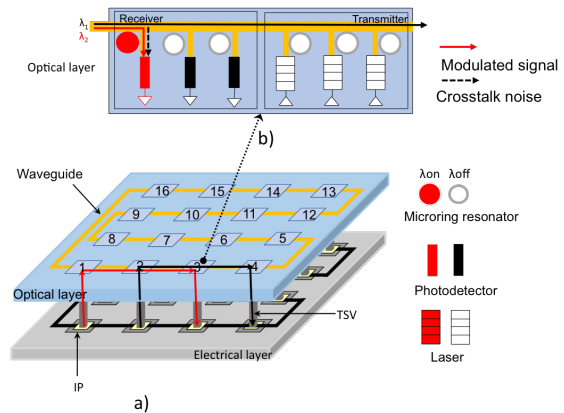 λ1
λ2
Receiver
Transmitter
Optical layer
Modulated signal
Crosstalk noise
b)
Waveguide
16 15 14 13
9 10 11 12
8 7 6 5
1 2 3 4
λon λoff
Microring resonator
Photodetector
Optical layer
TSV
Electrical layer
Laser
IP
a)